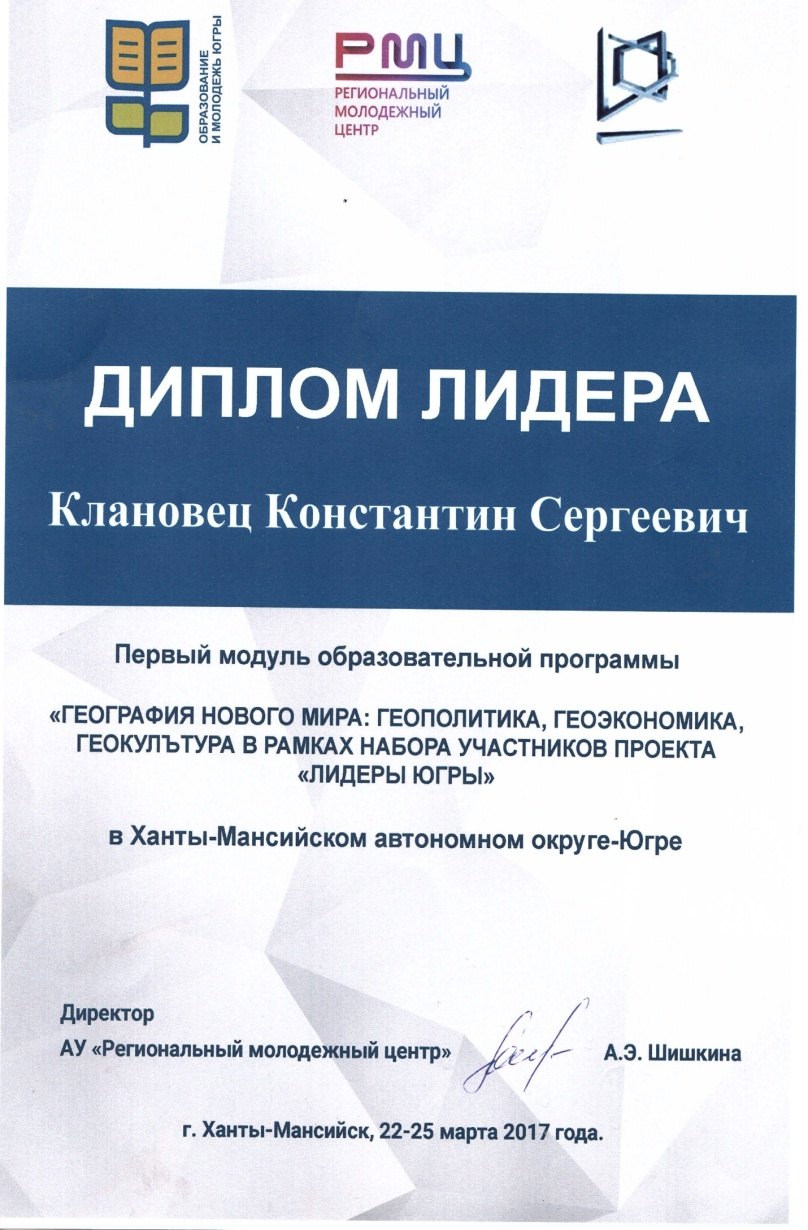 ОБРАЗОВАНИЕ
И МОЛОДЕЖЬ ЮГРЫ
РМЦ
РЕГИОНАЛЬНЫЙ
МОЛОДЕЖНЫЙ
ЦЕНТР
ДИПЛОМ ЛИДЕРА
Клановец Константин Сергеевич
Первый модуль образовательной программы
«ГЕОГРАФИЯ НОВОГО МИРА: ГЕОПОЛИТИКА, ГЕОЭКОНОМИКА,
ГЕОКУЛЪТУРА В РАМКАХ НАБОРА УЧАСТНИКОВ ПРОЕКТА
«ЛИДЕРЫ ЮГРЫ»
в Ханты-Мансийском автономном округе-Югре
Директор
АУ «Региональный молодежный центр» А.Э. Шишкина
г. Ханты-Мансийск, 22-25 марта 2017 года.